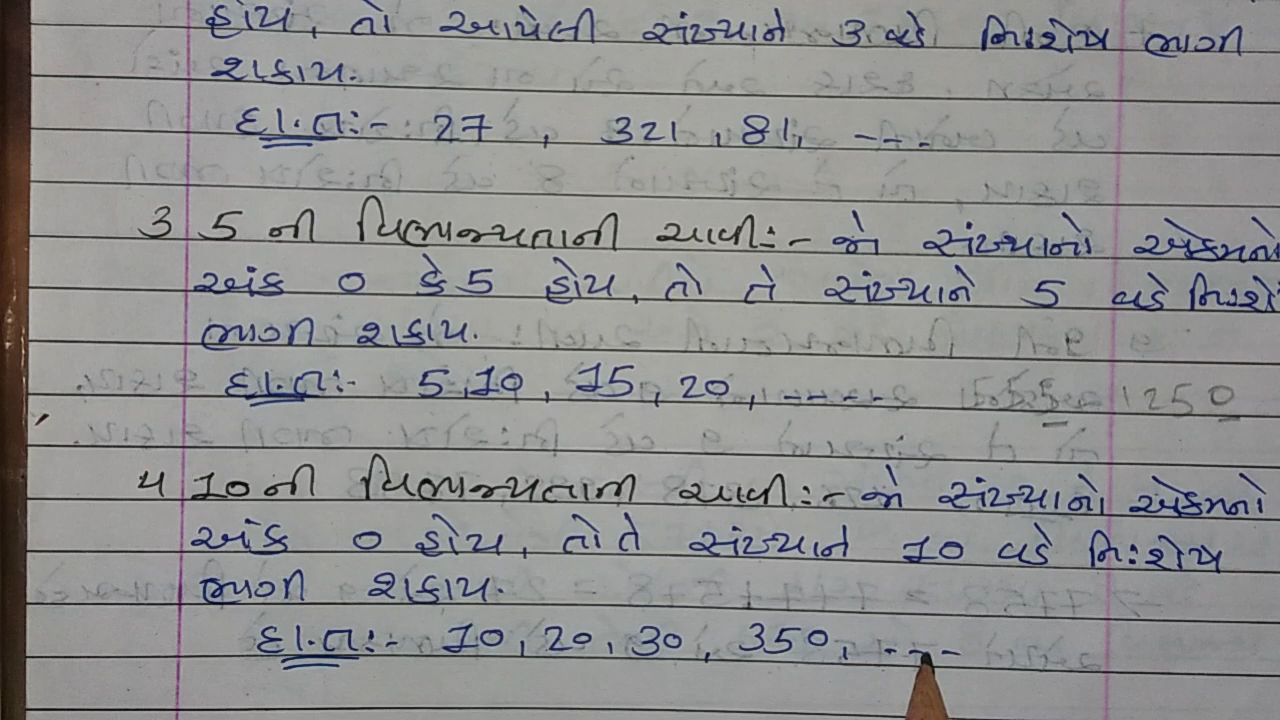 હોય, તો આપેલી સંખ્યાને 3 વડે નિઃશેષ ભાગી
શકાય.
દા.ત.:- 27, 321, 81, ----
3 5 ની વિભાજ્યતાની ચાવી:- જો સંખ્યાનો એકમનો
અંક 0 કે 5 હોય, તો તે સંખ્યાને 5 વડે નિઃશે
ભાગી શકાય.
દા.ત.:- 5, 10, 15, 20, ----- 1250
૫ 10 ની વિભાજ્યતાની ચાવી:- જો સંખ્યાનો એકમનો
અંક 0 હોય, તો તે સંખ્યાને 10 વડે નિઃશેષ
ભાગી શકાય.
દા.ત.:- 10, 20, 30, 350, ----